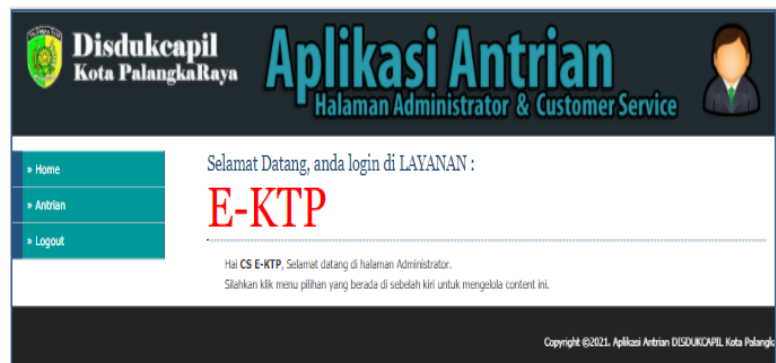 Disdukcapil
Kota PalangkaRaya
Aplikasi Antrian
Halaman Administrator & Customer Service
» Home
» Antrian
» Logout
Selamat Datang, anda login di LAYANAN :
E-KTP
Hai CS E-KTP, Selamat datang di halaman Administrator.
Silahkan klik menu pilihan yang berada di sebelah kiri untuk mengelola content ini.
Copyright ©2021. Aplikasi Antrian DISDUKCAPIL Kota Palangk